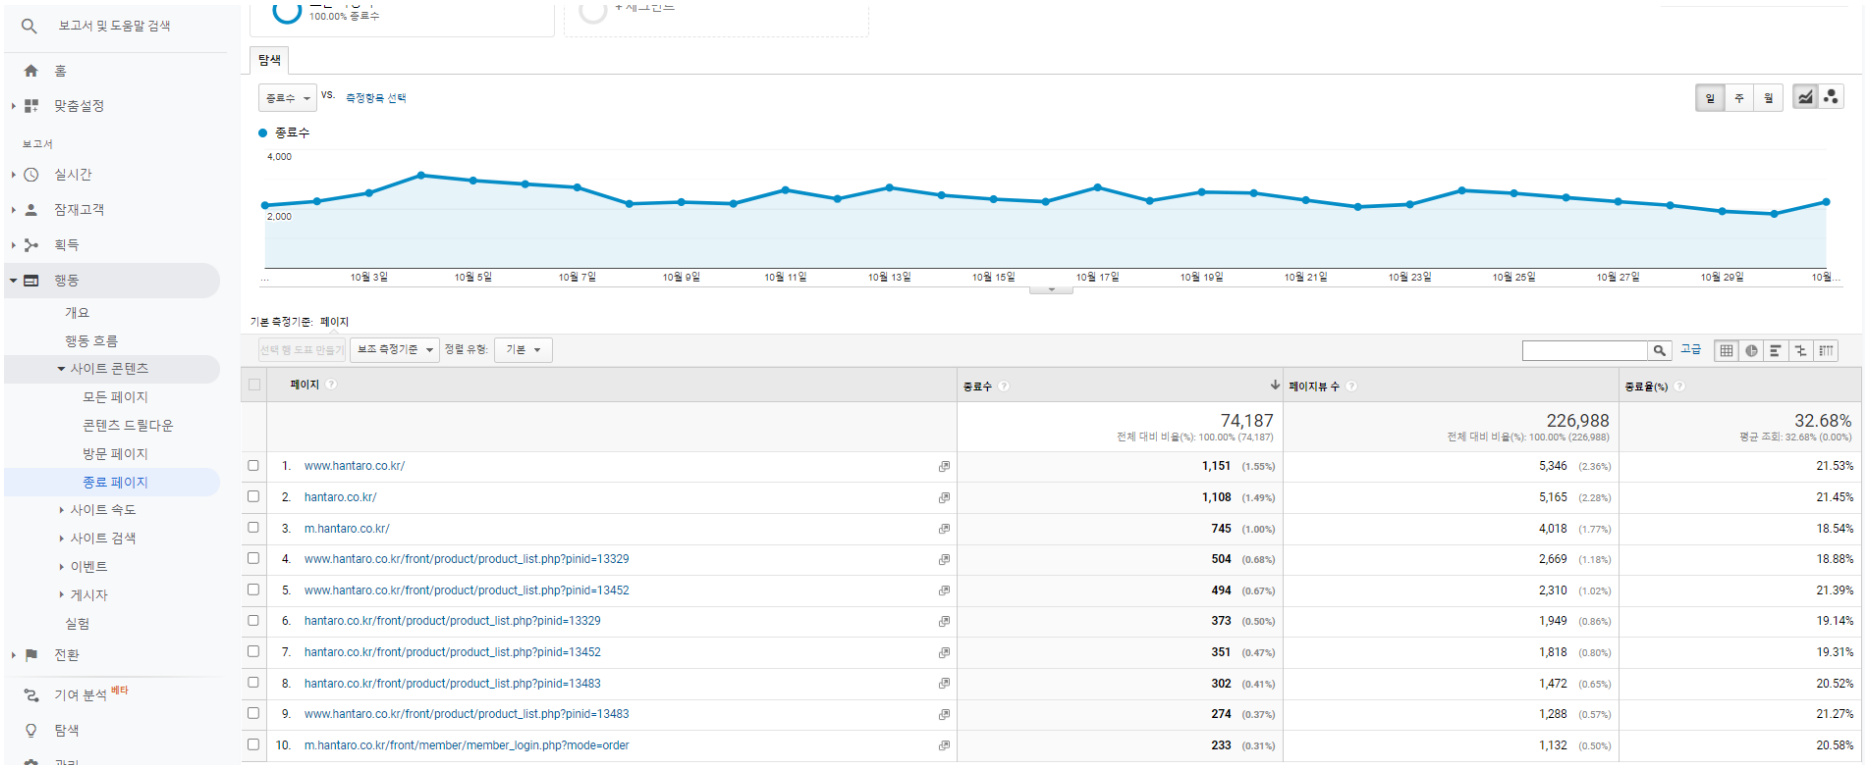 보고서 및 도움말 검색
홈
맞춤설정
보고서
실시간
잠재고객
획득
행동
개요
행동 흐름
사이트 콘텐츠
모든 페이지
콘텐츠 드릴다운
방문 페이지
종료 페이지
사이트 속도
사이트 검색
이벤트
게시자
실험
전환
기여 분석 베타
탐색
관리
100.00% 종료수
+ 세그먼트
탐색
종료수 VS. 측정항목 선택
일 주 월
종료수
4,000
2,000
... 10월 3일 10월 5일 10월 7일 10월 9일 10월 11일 10월 13일 10월 15일 10월 17일 10월 19일 10월 21일 10월 23일 10월 25일 10월 27일 10월 29일 10월...
기본 측정기준: 페이지
선택 행 도표 만들기 보조 측정기준 정렬 유형: 기본 고급
페이지 ? 종료수 ? 페이지뷰 수 ? 종료율(%) ?
74,187 226,988 32.68%
전체 대비 비율(%): 100.00% (74,187) 전체 대비 비율(%): 100.00% (226,988) 평균 조회: 32.68% (0.00%)
1. www.hantaro.co.kr/ 1,151 (1.55%) 5,346 (2.36%) 21.53%
2. hantaro.co.kr/ 1,108 (1.49%) 5,165 (2.28%) 21.45%
3. m.hantaro.co.kr/ 745 (1.00%) 4,018 (1.77%) 18.54%
4. www.hantaro.co.kr/front/product/product_list.php?pinid=13329 504 (0.68%) 2,669 (1.18%) 18.88%
5. www.hantaro.co.kr/front/product/product_list.php?pinid=13452 494 (0.67%) 2,310 (1.02%) 21.39%
6. hantaro.co.kr/front/product/product_list.php?pinid=13329 373 (0.50%) 1,949 (0.86%) 19.14%
7. hantaro.co.kr/front/product/product_list.php?pinid=13452 351 (0.47%) 1,818 (0.80%) 19.31%
8. hantaro.co.kr/front/product/product_list.php?pinid=13483 302 (0.41%) 1,472 (0.65%) 20.52%
9. www.hantaro.co.kr/front/product/product_list.php?pinid=13483 274 (0.37%) 1,288 (0.57%) 21.27%
10. m.hantaro.co.kr/front/member/member_login.php?mode=order 233 (0.31%) 1,132 (0.50%) 20.58%